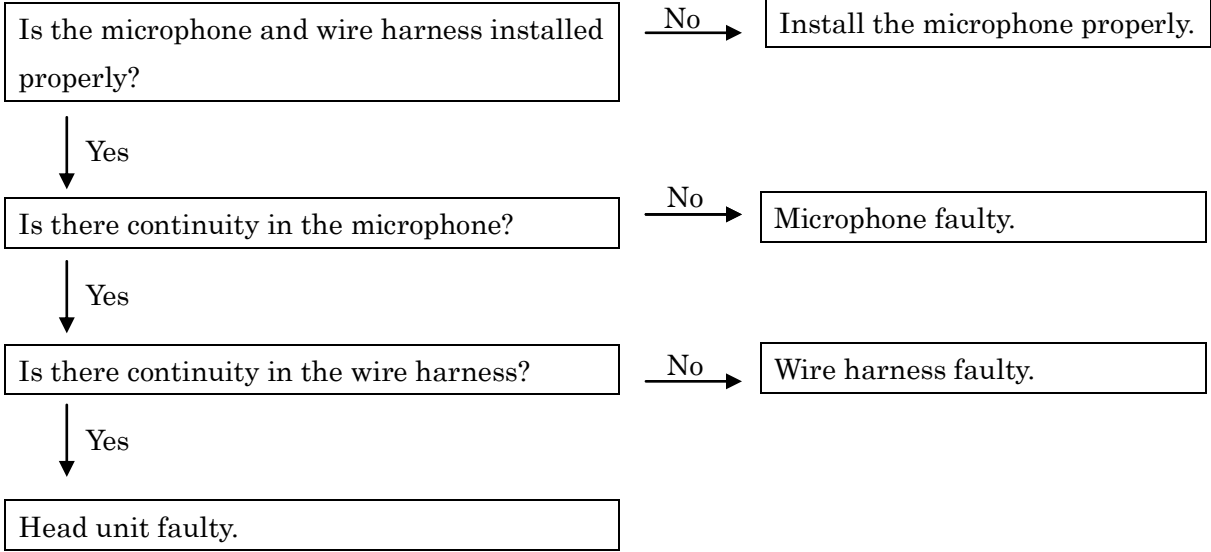 Is the microphone and wire harness installed
properly?
No
Install the microphone properly.
Yes
Is there continuity in the microphone?
No
Microphone faulty.
Yes
Is there continuity in the wire harness?
No
Wire harness faulty.
Yes
Head unit faulty.